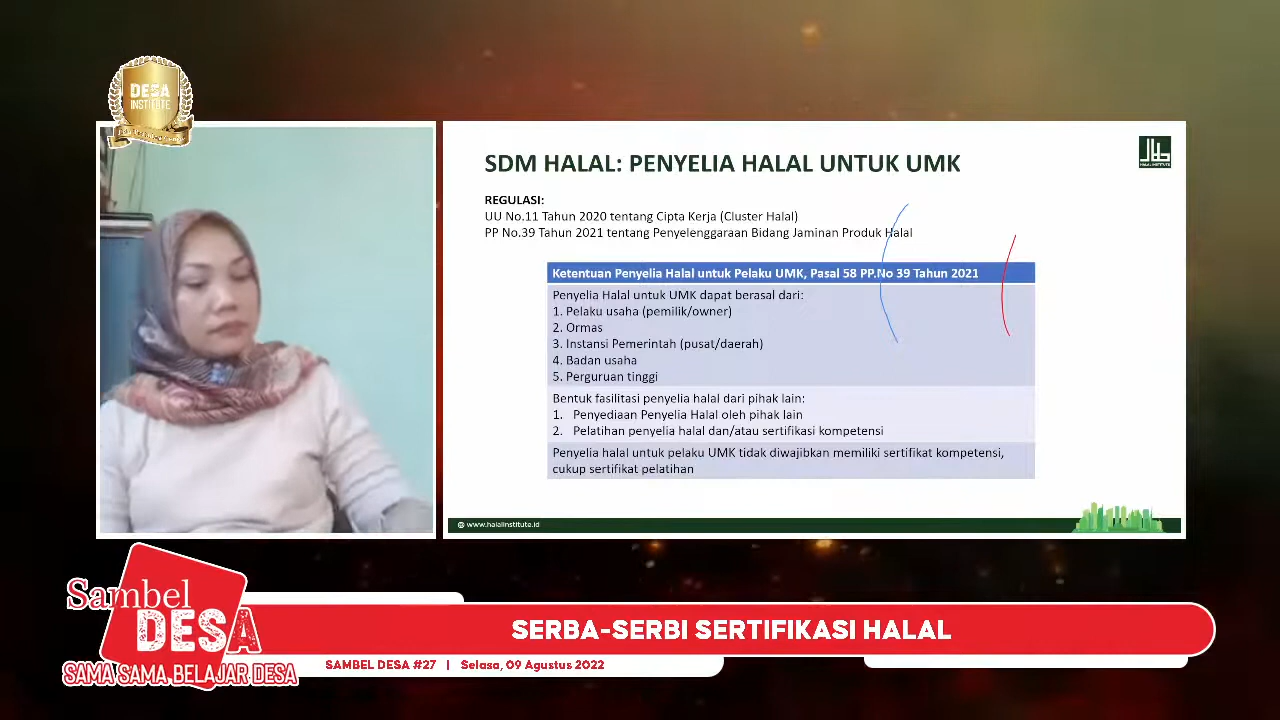 DESA
INSTITUTE
SDM HALAL: PENYELIA HALAL UNTUK UMK
HALAL INSTITUTE
REGULASI:
UU No.11 Tahun 2020 tentang Cipta Kerja (Cluster Halal)
PP No.39 Tahun 2021 tentang Penyelenggaraan Bidang Jaminan Produk Halal
Ketentuan Penyelia Halal untuk Pelaku UMK, Pasal 58 PP.No 39 Tahun 2021
Penyelia Halal untuk UMK dapat berasal dari:
1. Pelaku usaha (pemilik/owner)
2. Ormas
3. Instansi Pemerintah (pusat/daerah)
4. Badan usaha
5. Perguruan tinggi
Bentuk fasilitasi penyelia halal dari pihak lain:
1. Penyediaan Penyelia Halal oleh pihak lain
2. Pelatihan penyelia halal dan/atau sertifikasi kompetensi
Penyelia halal untuk pelaku UMK tidak diwajibkan memiliki sertifikat kompetensi,
cukup sertifikat pelatihan
www.halalinstitute.id
Sambel
DESA
SAMA SAMA BELAJAR DESA
SERBA-SERBI SERTIFIKASI HALAL
SAMBEL DESA #27 | Selasa, 09 Agustus 2022